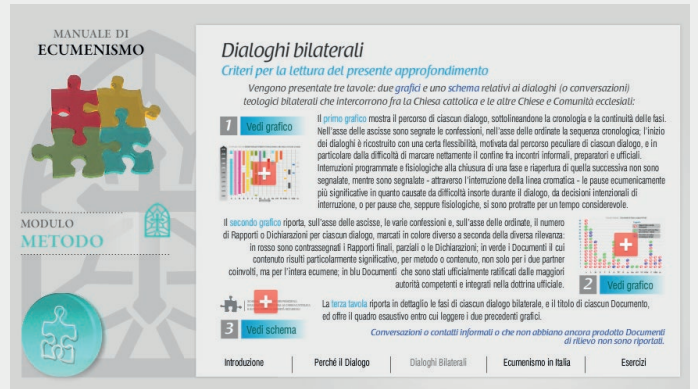 MANUALE DI
ECUMENISMO
MODULO
METODO
Dialoghi bilaterali
Criteri per la lettura del presente approfondimento
Vengono presentate tre tavole: due grafici e uno schema relativi ai dialoghi (o conversazioni)
teologici bilaterali che intercorrono fra la Chiesa cattolica e le altre Chiese e Comunità ecclesiali:
1 Vedi grafico
Il primo grafico mostra il percorso di ciascun dialogo, sottolineandone la cronologia e la continuità delle fasi.
Nell'asse delle ascisse sono segnate le confessioni, nell'asse delle ordinate la sequenza cronologica; l'inizio
dei dialoghi è ricostruito con una certa flessibilità, motivata dal percorso peculiare di ciascun dialogo, e in
particolare dalla difficoltà di marcare nettamente il confine fra incontri informali, preparatori e ufficiali.
Interruzioni programmate e fisiologiche alla chiusura di una fase e riapertura di quella successiva non sono
segnalate, mentre sono segnalate - attraverso l'interruzione della linea cromatica - le pause ecumenicamente
più significative in quanto causate da difficoltà insorte durante il dialogo, da decisioni intenzionali di
interruzione, o per pause che, seppure fisiologiche, si sono protratte per un tempo considerevole.
Il secondo grafico riporta, sull'asse delle ascisse, le varie confessioni e, sull'asse delle ordinate, il numero
di Rapporti o Dichiarazioni per ciascun dialogo, marcati in colore diverso a seconda della diversa rilevanza:
in rosso sono contrassegnati i Rapporti finali, parziali o le Dichiarazioni; in verde i Documenti il cui
contenuto risulti particolarmente significativo, per metodo o contenuto, non solo per i due partner
coinvolti, ma per l'intera ecumene; in blu Documenti che sono stati ufficialmente ratificati dalle maggiori
autorità competenti e integrati nella dottrina ufficiale.
2 Vedi grafico
3 Vedi schema
La terza tavola riporta in dettaglio le fasi di ciascun dialogo bilaterale, e il titolo di ciascun Documento,
ed offre il quadro esaustivo entro cui leggere i due precedenti grafici.
Conversazioni o contatti informali o che non abbiano ancora prodotto Documenti
di rilievo non sono riportati.
Introduzione | Perché il Dialogo | Dialoghi Bilaterali | Ecumenismo in Italia | Esercizi